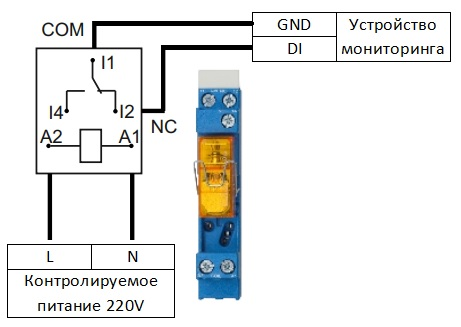 COM
GND
Устройство
мониторинга
DI
I1
I4
I2
NC
A2
A1
L
N
Контролируемое
питание 220V